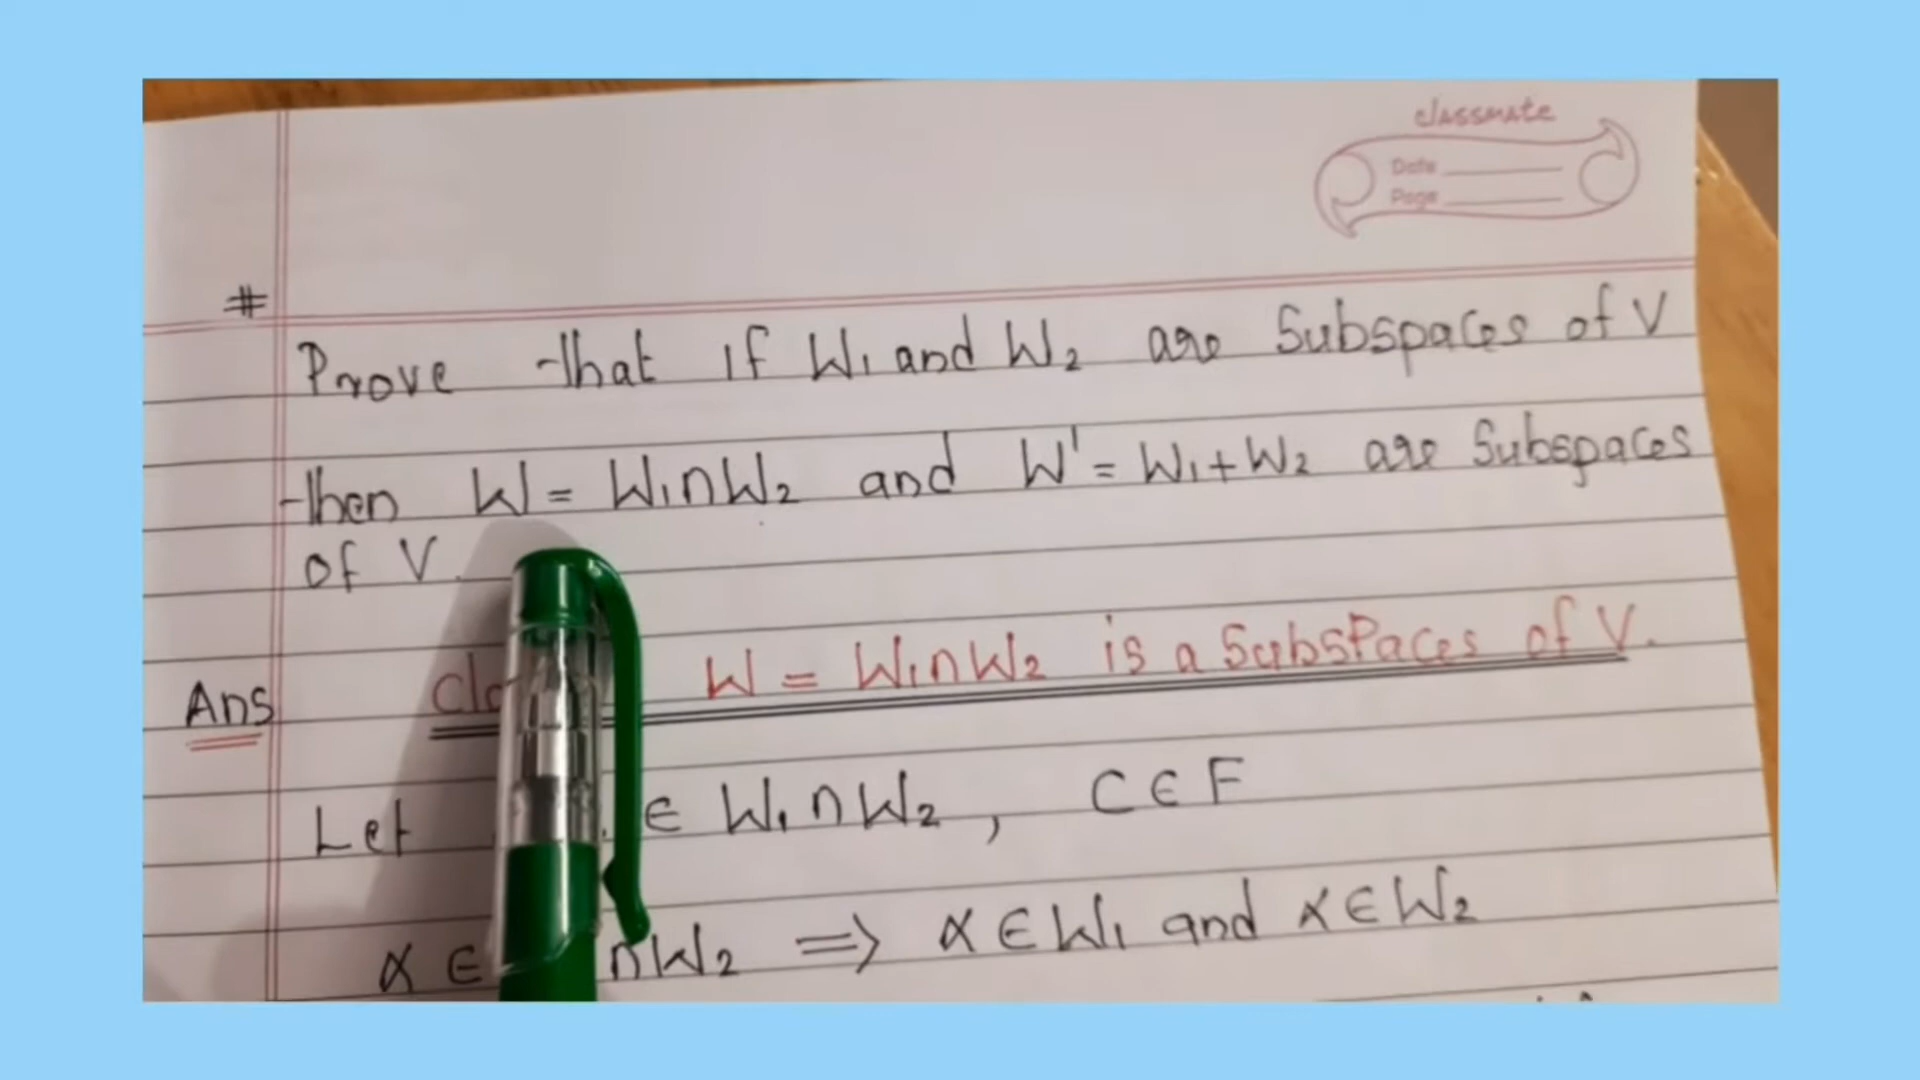 classmate
Date
Page
#
Prove that if W₁ and W₂ are Subspaces of V
then W = W₁∩W₂ and W' = W₁+W₂ are Subspaces
of V.
Ans W = W₁∩W₂ is a SubsPaces of V.
Let ∈ W₁∩W₂ , C∈F
α ∈ ∩W₂ ⇒ α∈W₁ and α∈W₂